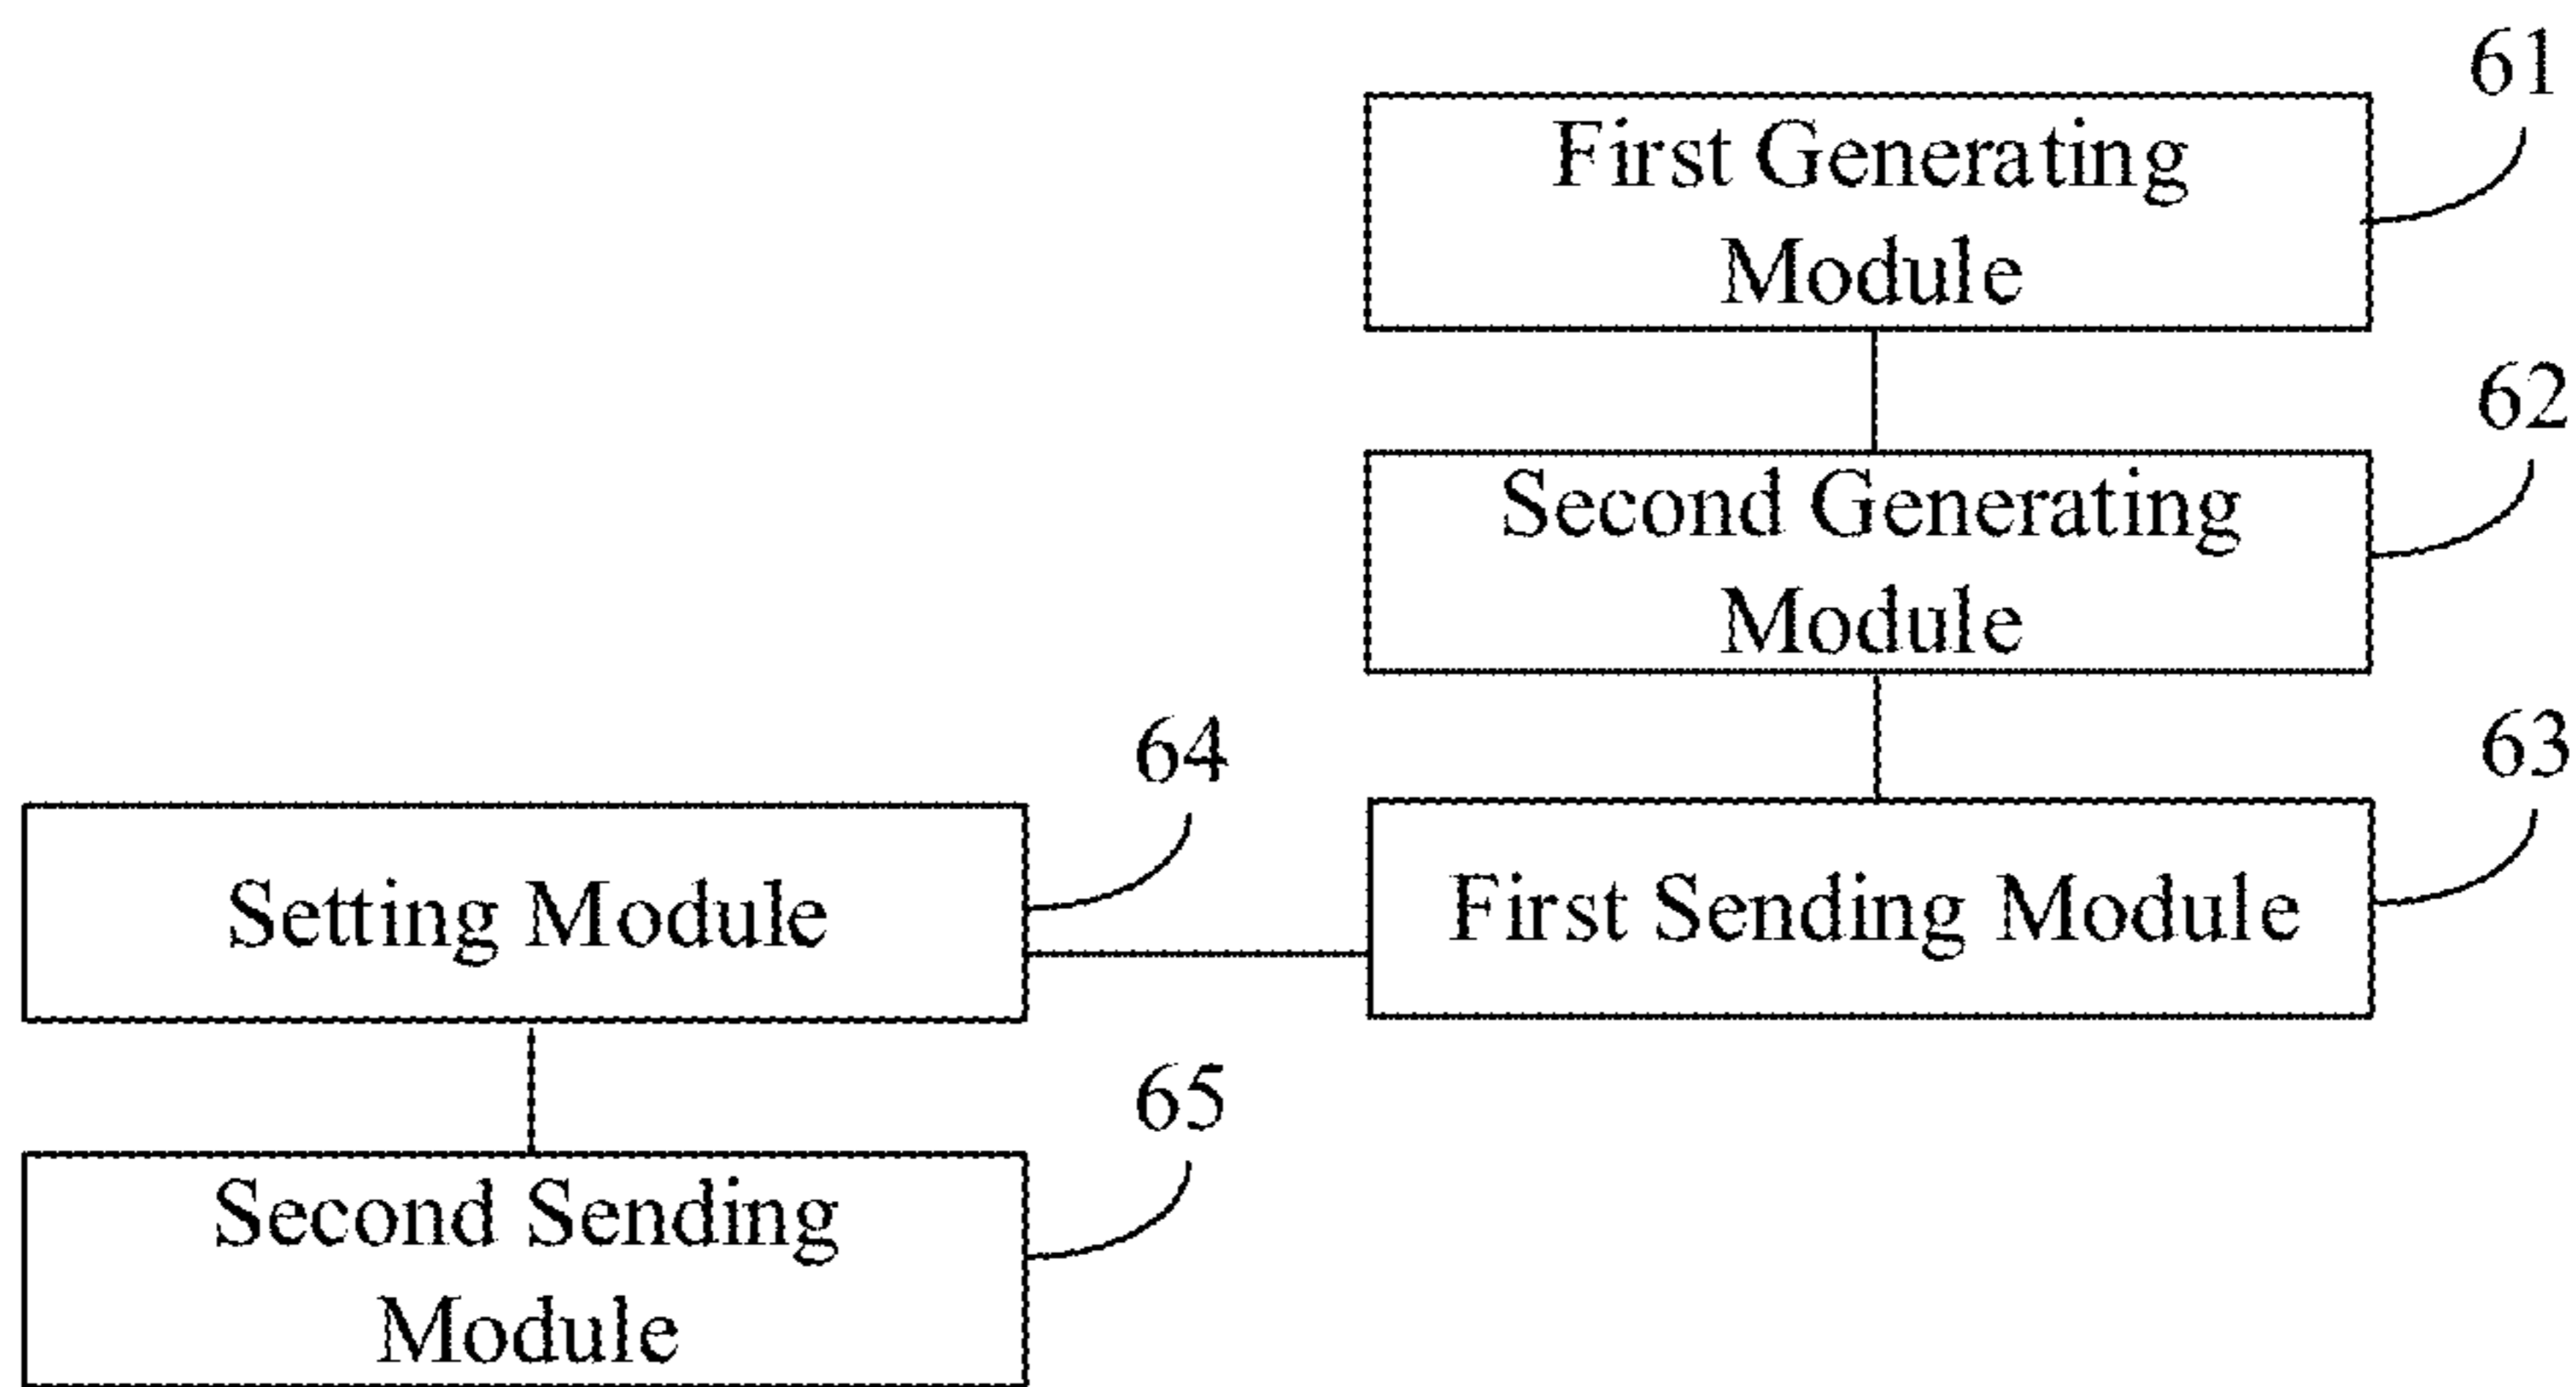 61
First Generating
Module
62
Second Generating
Module
64
63
Setting Module
First Sending Module
65
Second Sending
Module